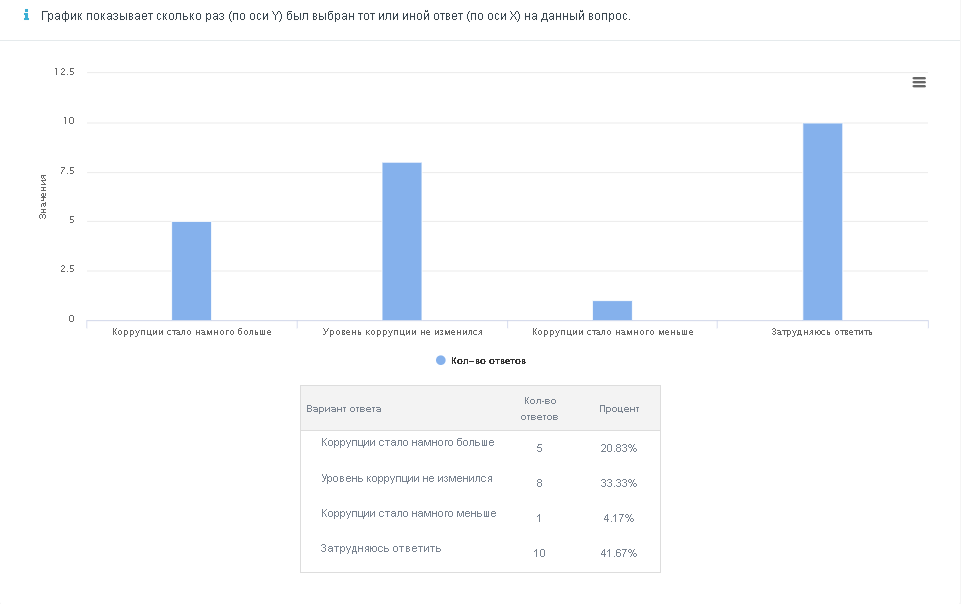 График показывает сколько раз (по оси Y) был выбран тот или иной ответ (по оси X) на данный вопрос.
12.5
10
7.5
5
2.5
0
Значения
Коррупции стало намного больше
Уровень коррупции не изменился
Коррупции стало намного меньше
Затрудняюсь ответить
Кол-во ответов
Вариант ответа
Кол-во
ответов
Процент
Коррупции стало намного больше 5 20.83%
Уровень коррупции не изменился 8 33.33%
Коррупции стало намного меньше 1 4.17%
Затрудняюсь ответить 10 41.67%